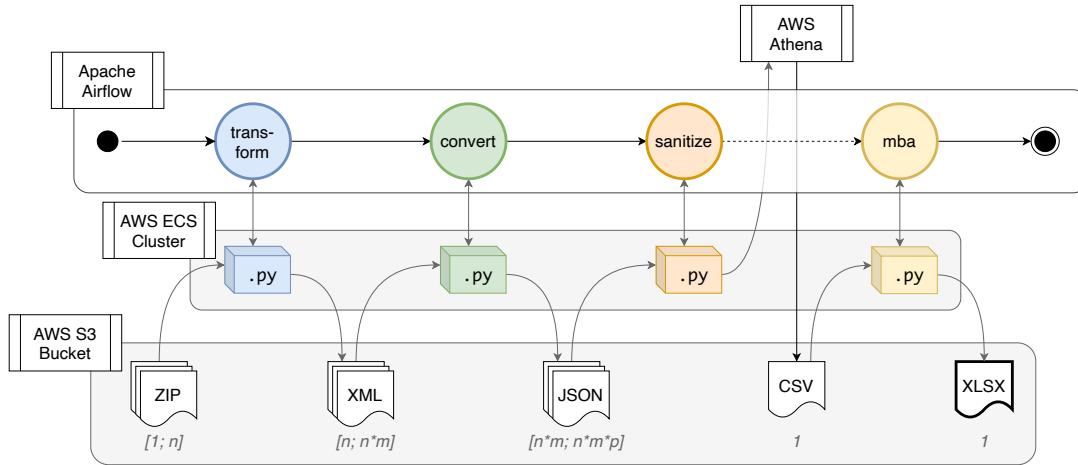 AWS
Athena
Apache
Airflow
trans-
form
convert
sanitize
mba
AWS ECS
Cluster
.py
.py
.py
.py
AWS S3
Bucket
ZIP
XML
JSON
CSV
XLSX
[1; n]
[n; n*m]
[n*m; n*m*p]
1
1